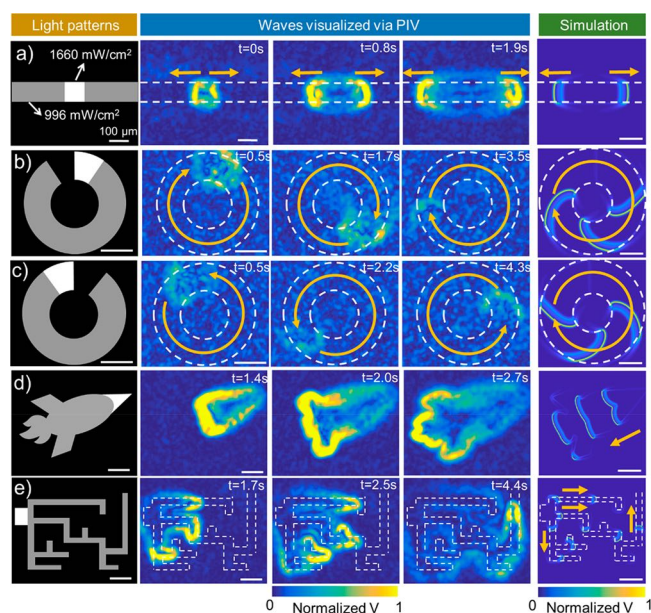 Light patterns
Waves visualized via PIV
Simulation
a)
1660 mW/cm²
996 mW/cm²
100 µm
t=0s
t=0.8s
t=1.9s
b)
t=0.5s
t=1.7s
t=3.5s
c)
t=0.5s
t=2.2s
t=4.3s
d)
t=1.4s
t=2.0s
t=2.7s
e)
t=1.7s
t=2.5s
t=4.4s
0 Normalized V 1
0 1
Normalized V